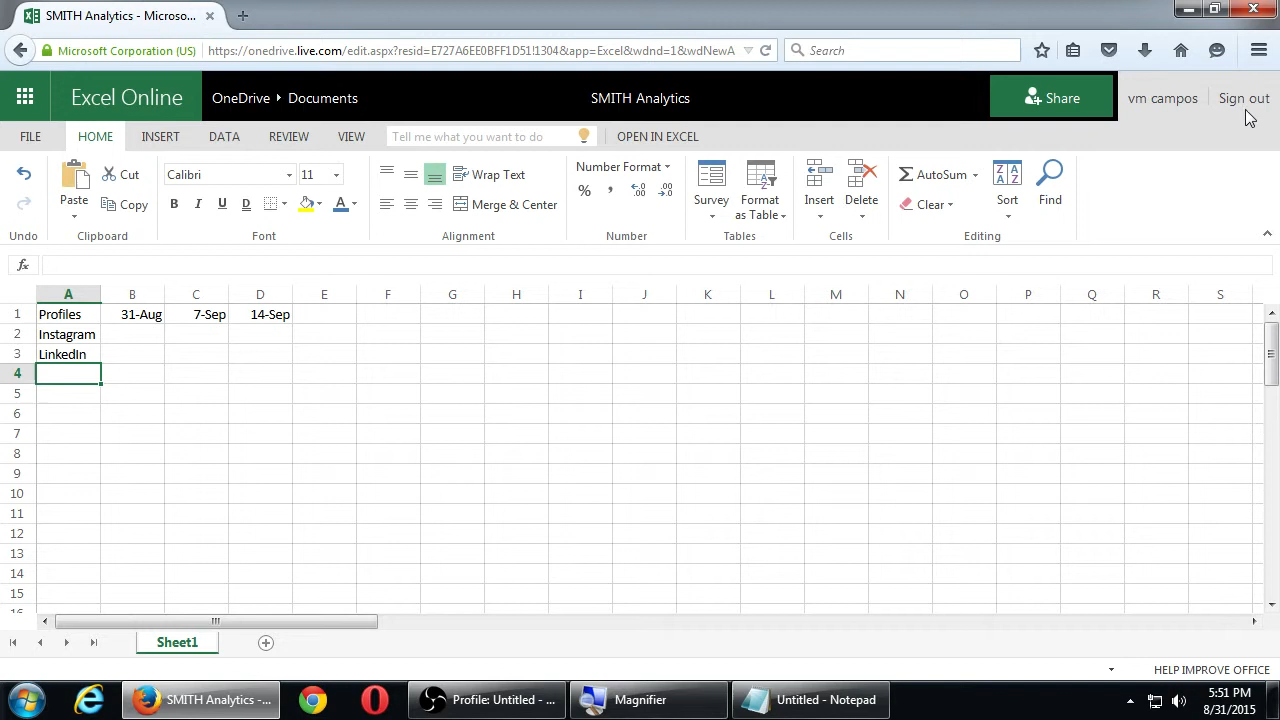 SMITH Analytics - Microso...
Microsoft Corporation (US)
https://onedrive.live.com/edit.aspx?resid=E727A6EE0BFF1D51!1304&app=Excel&wdnd=1&wdNewA
Search
Excel Online
OneDrive ▸ Documents
SMITH Analytics
Share
vm campos
Sign out
FILE
HOME
INSERT
DATA
REVIEW
VIEW
Tell me what you want to do
OPEN IN EXCEL
Paste
Cut
Copy
Calibri
11
B I U D
A
Wrap Text
Merge & Center
Number Format
% , .00 .00
Survey
Format as Table
Insert
Delete
AutoSum
Clear
Sort
Find
Undo
Clipboard
Font
Alignment
Number
Tables
Cells
Editing
fx
A B C D E F G H I J K L M N O P Q R S
1 Profiles 31-Aug 7-Sep 14-Sep
2 Instagram
3 LinkedIn
4
5
6
7
8
9
10
11
12
13
14
15
Sheet1
HELP IMPROVE OFFICE
SMITH Analytics -...
Profile: Untitled - ...
Magnifier
Untitled - Notepad
5:51 PM
8/31/2015